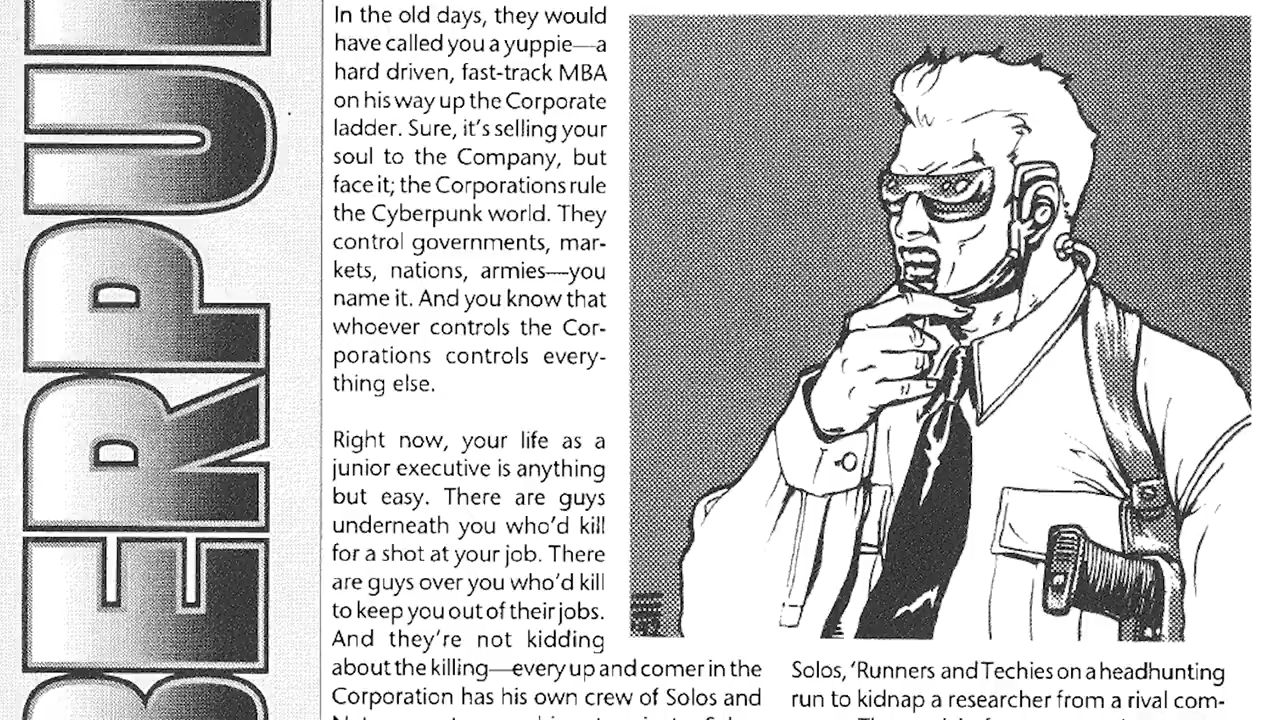 BERPU
In the old days, they would
have called you a yuppie—a
hard driven, fast-track MBA
on his way up the Corporate
ladder. Sure, it's selling your
soul to the Company, but
face it; the Corporations rule
the Cyberpunk world. They
control governments, mar-
kets, nations, armies—you
name it. And you know that
whoever controls the Cor-
porations controls every-
thing else.
Right now, your life as a
junior executive is anything
but easy. There are guys
underneath you who'd kill
for a shot at your job. There
are guys over you who'd kill
to keep you out of their jobs.
And they're not kidding
about the killing—every up and comer in the
Corporation has his own crew of Solos and
Solos, 'Runners and Techies on a headhunting
run to kidnap a researcher from a rival com-